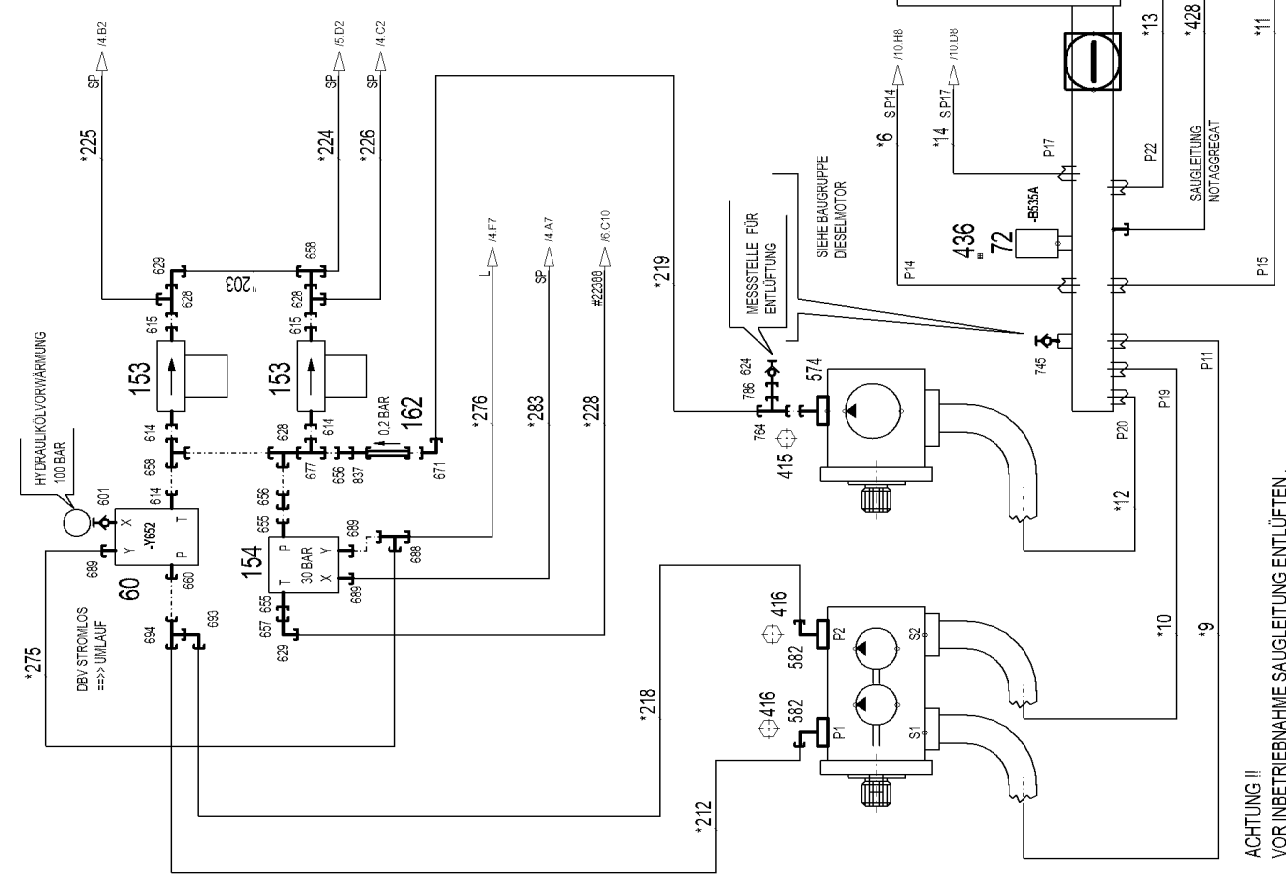 HYDRAULIKÖLVORWÄRMUNG
100 BAR
DBV STROMLOS
==>> UMLAUF
*275
689
601
Y
X
-Y652
P
T
60
660
614
694
693
658
614
153
615
628
629
*225
SP
/4.B2
"203
154
30 BAR
T
P
X
Y
655
657
629
655
656
689
689
688
628
677
614
153
615
628
658
*224
SP
/5.D2
*226
SP
/4.C2
656
837
0.2 BAR
162
671
*276
L
/4.F7
*283
SP
/4.A7
*228
#22388
/6.C10
*219
*218
*212
416
582
P1
416
582
P2
S1
S2
415
764
786
624
574
MESSSTELLE FÜR
ENTLÜFTUNG
SIEHE BAUGRUPPE
DIESELMOTOR
*6
S P14
/10.H8
*14
S P17
/10.D8
P14
P17
436
72
-B535A
745
P20
P19
P11
P15
P22
*12
*10
*9
*13
*428
*11
SAUGLEITUNG
NOTAGGREGAT
ACHTUNG !!
VOR INBETRIEBNAHME SAUGLEITUNG ENTLÜFTEN.